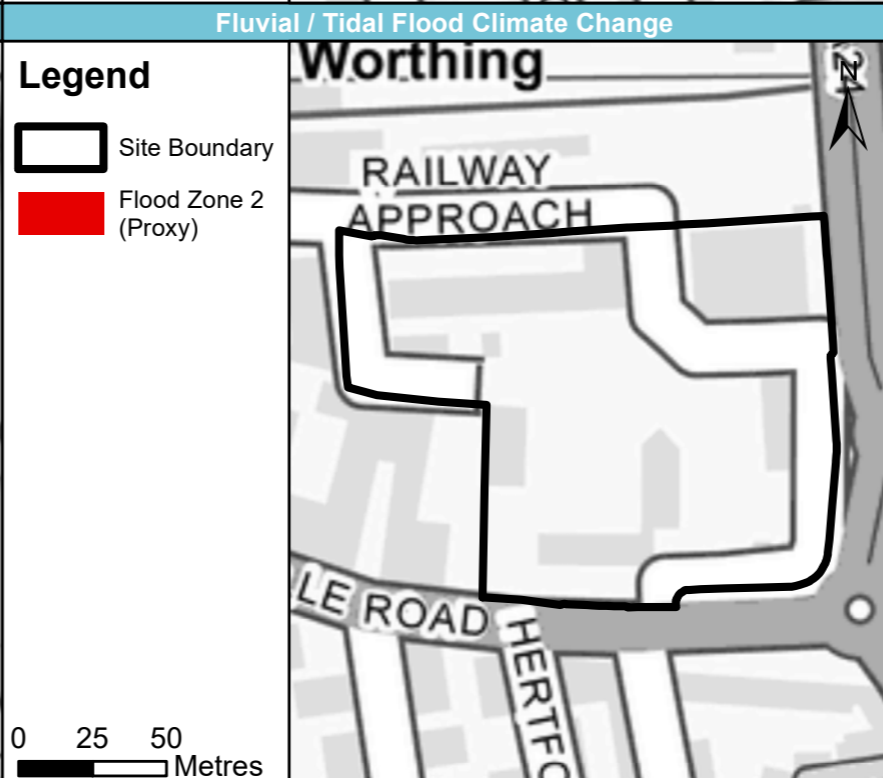 Fluvial / Tidal Flood Climate Change
Legend
Site Boundary
Flood Zone 2
(Proxy)
0 25 50
Metres
Worthing
N
RAILWAY
APPROACH
LE ROAD
HERTFO